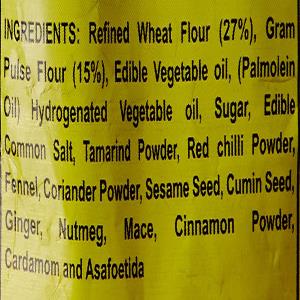 INGREDIENTS: Refined Wheat Flour (27%), Gram
Pulse Flour (15%), Edible Vegetable oil, (Palmolein
Oil) Hydrogenated Vegetable oil, Sugar, Edible
Common Salt, Tamarind Powder, Red chilli Powder,
Fennel, Coriander Powder, Sesame Seed, Cumin Seed,
Ginger, Nutmeg, Mace, Cinnamon Powder,
Cardamom and Asafoetida